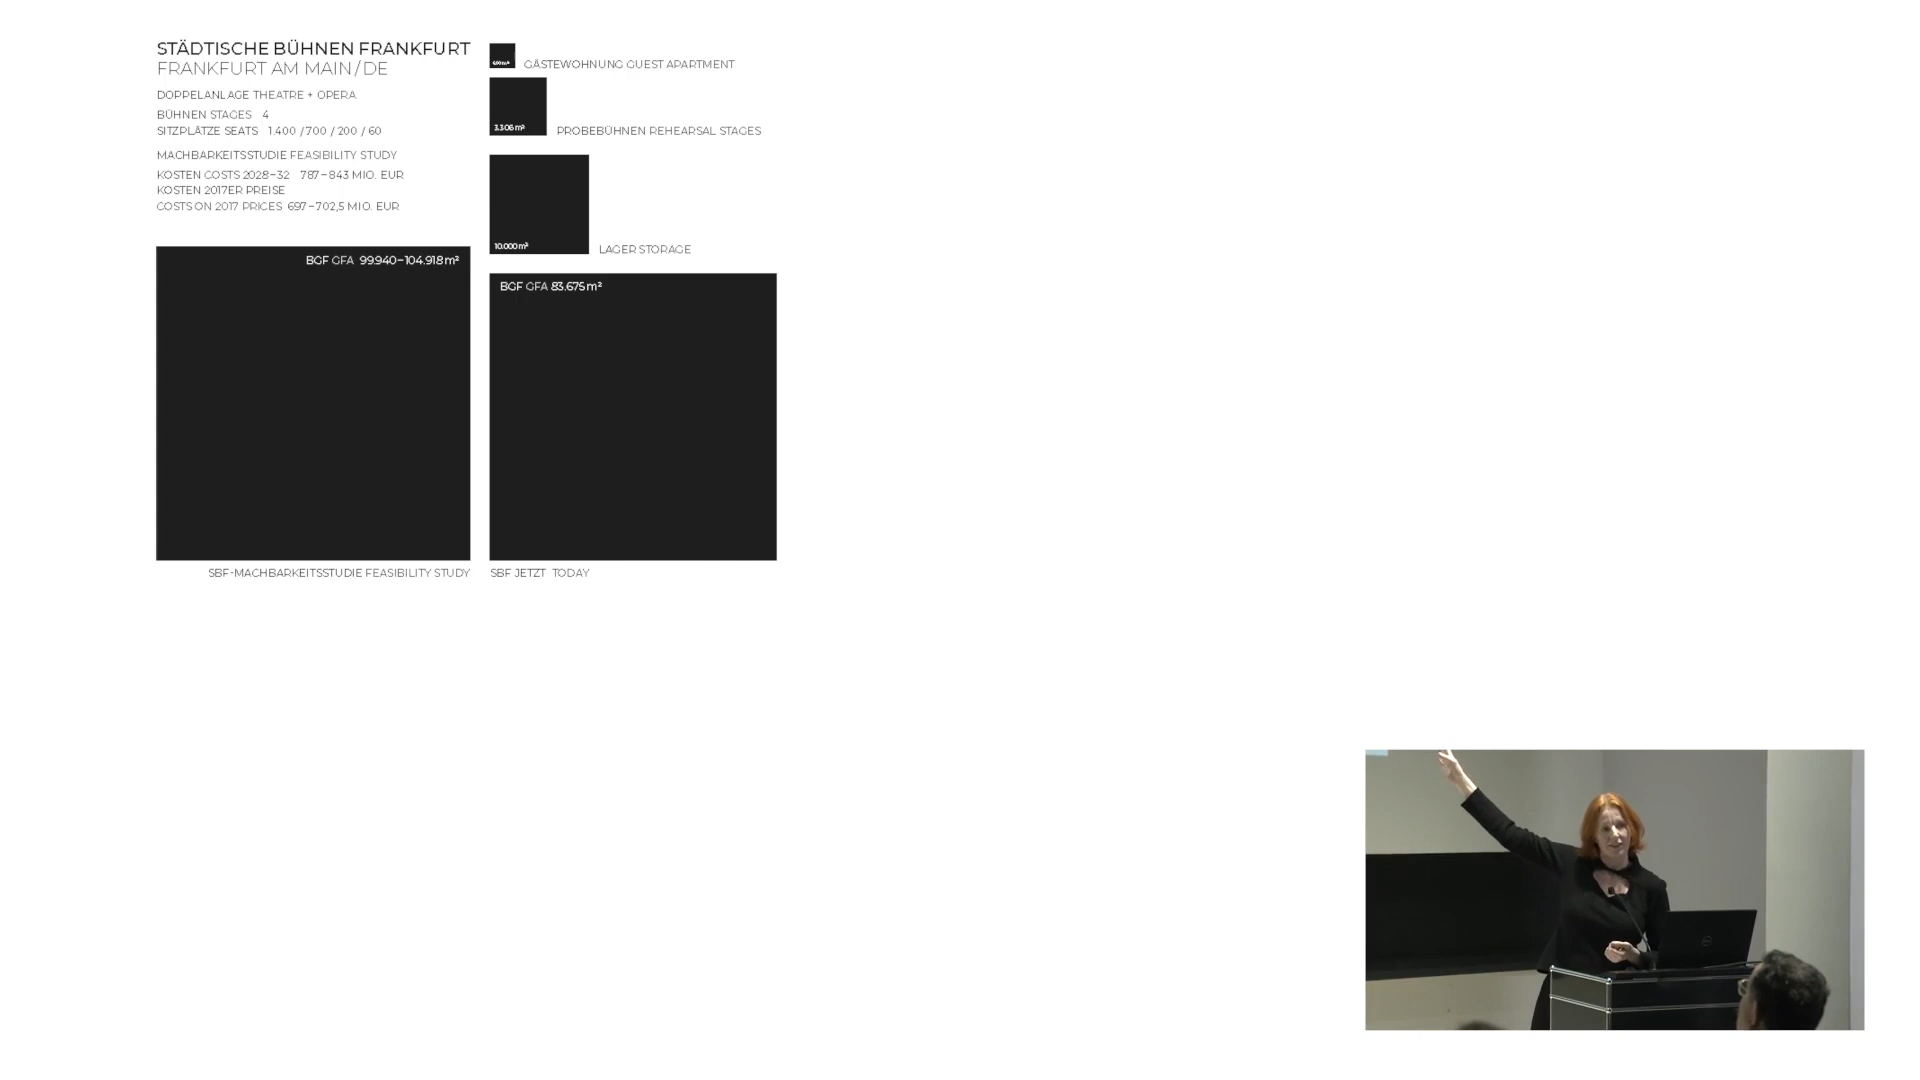 STÄDTISCHE BÜHNEN FRANKFURT
FRANKFURT AM MAIN/DE
DOPPELANLAGE THEATRE + OPERA
BÜHNEN STAGES 4
SITZPLÄTZE SEATS 1.400 / 700 / 200 / 60
MACHBARKEITSSTUDIE FEASIBILITY STUDY
KOSTEN COSTS 2028–32 787–843 MIO. EUR
KOSTEN 2017ER PREISE
COSTS ON 2017 PRICES 697–702,5 MIO. EUR
BGF GFA 99.940–104.918 m²
SBF-MACHBARKEITSSTUDIE FEASIBILITY STUDY
GÄSTEWOHNUNG GUEST APARTMENT
3.306 m²
PROBEBÜHNEN REHEARSAL STAGES
10.000 m²
LAGER STORAGE
BGF GFA 83.675 m²
SBF JETZT TODAY